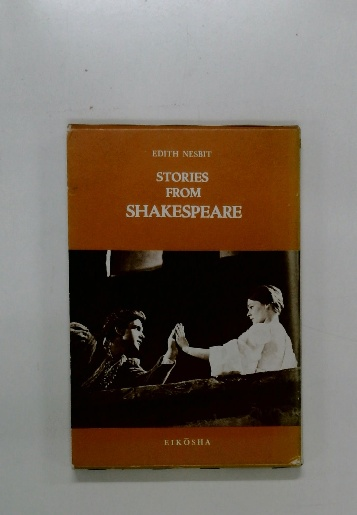 EDITH NESBIT
STORIES
FROM
SHAKESPEARE
EIKŌSHA